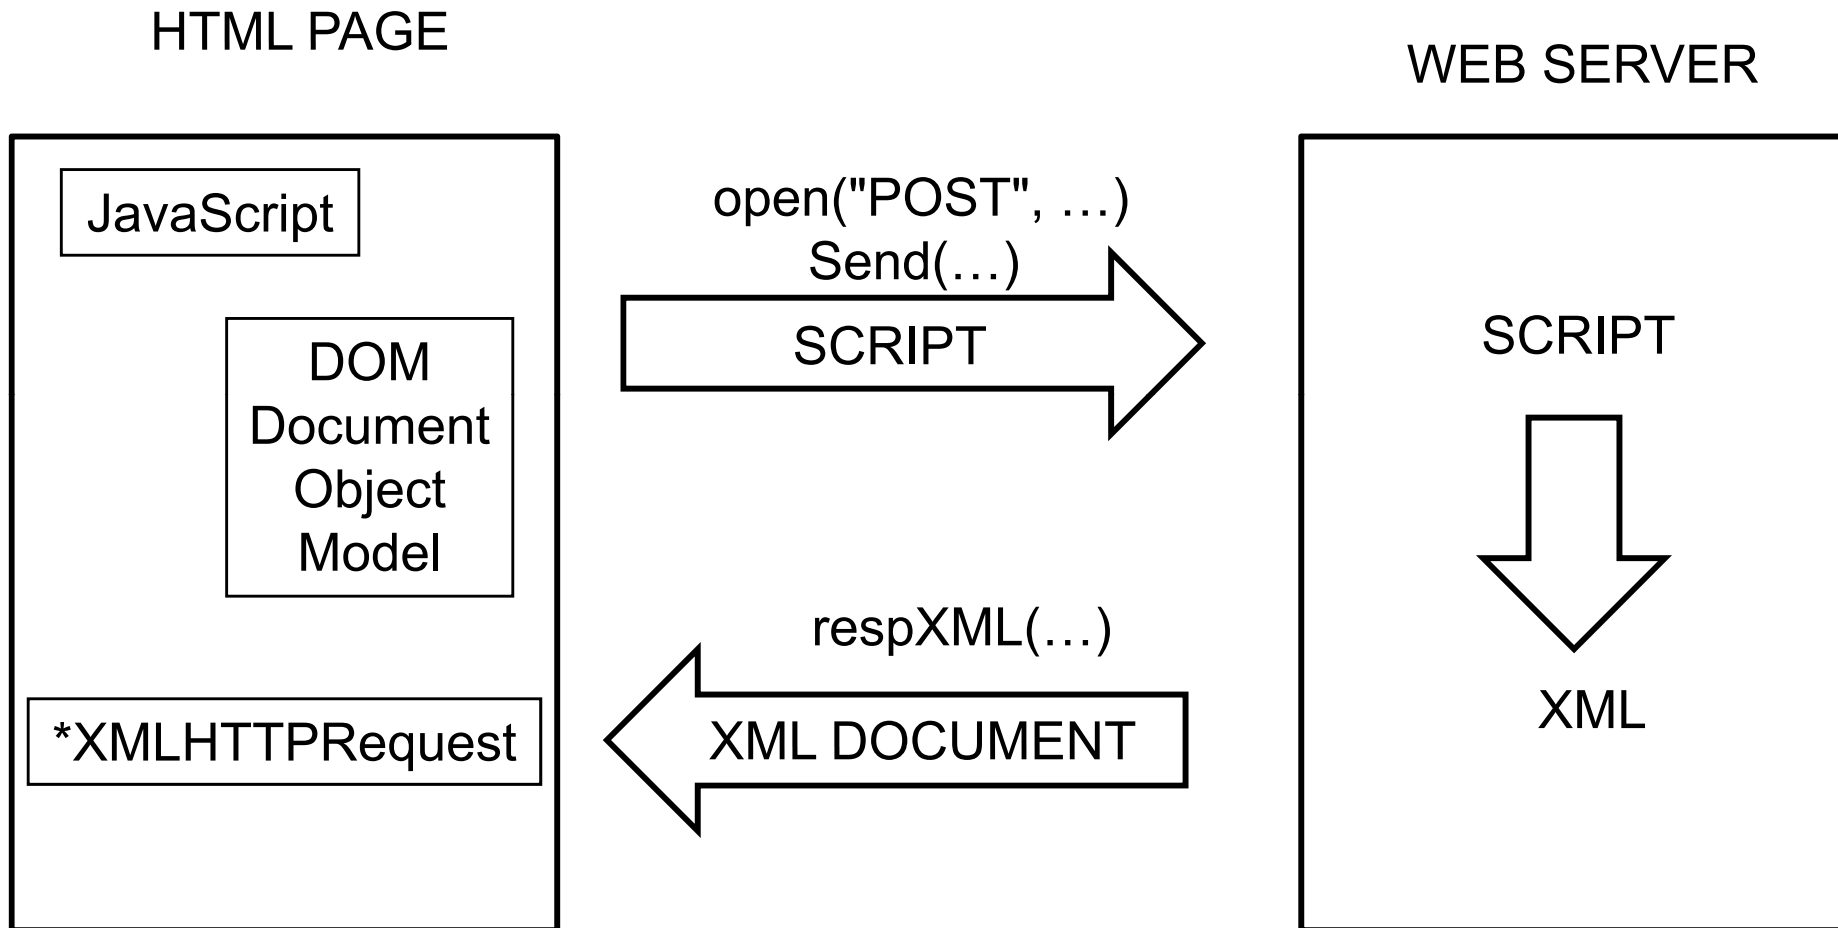 HTML PAGE
WEB SERVER
JavaScript
DOM
Document
Object
Model
*XMLHTTPRequest
open("POST", …)
Send(…)
SCRIPT
respXML(…)
XML DOCUMENT
SCRIPT
XML